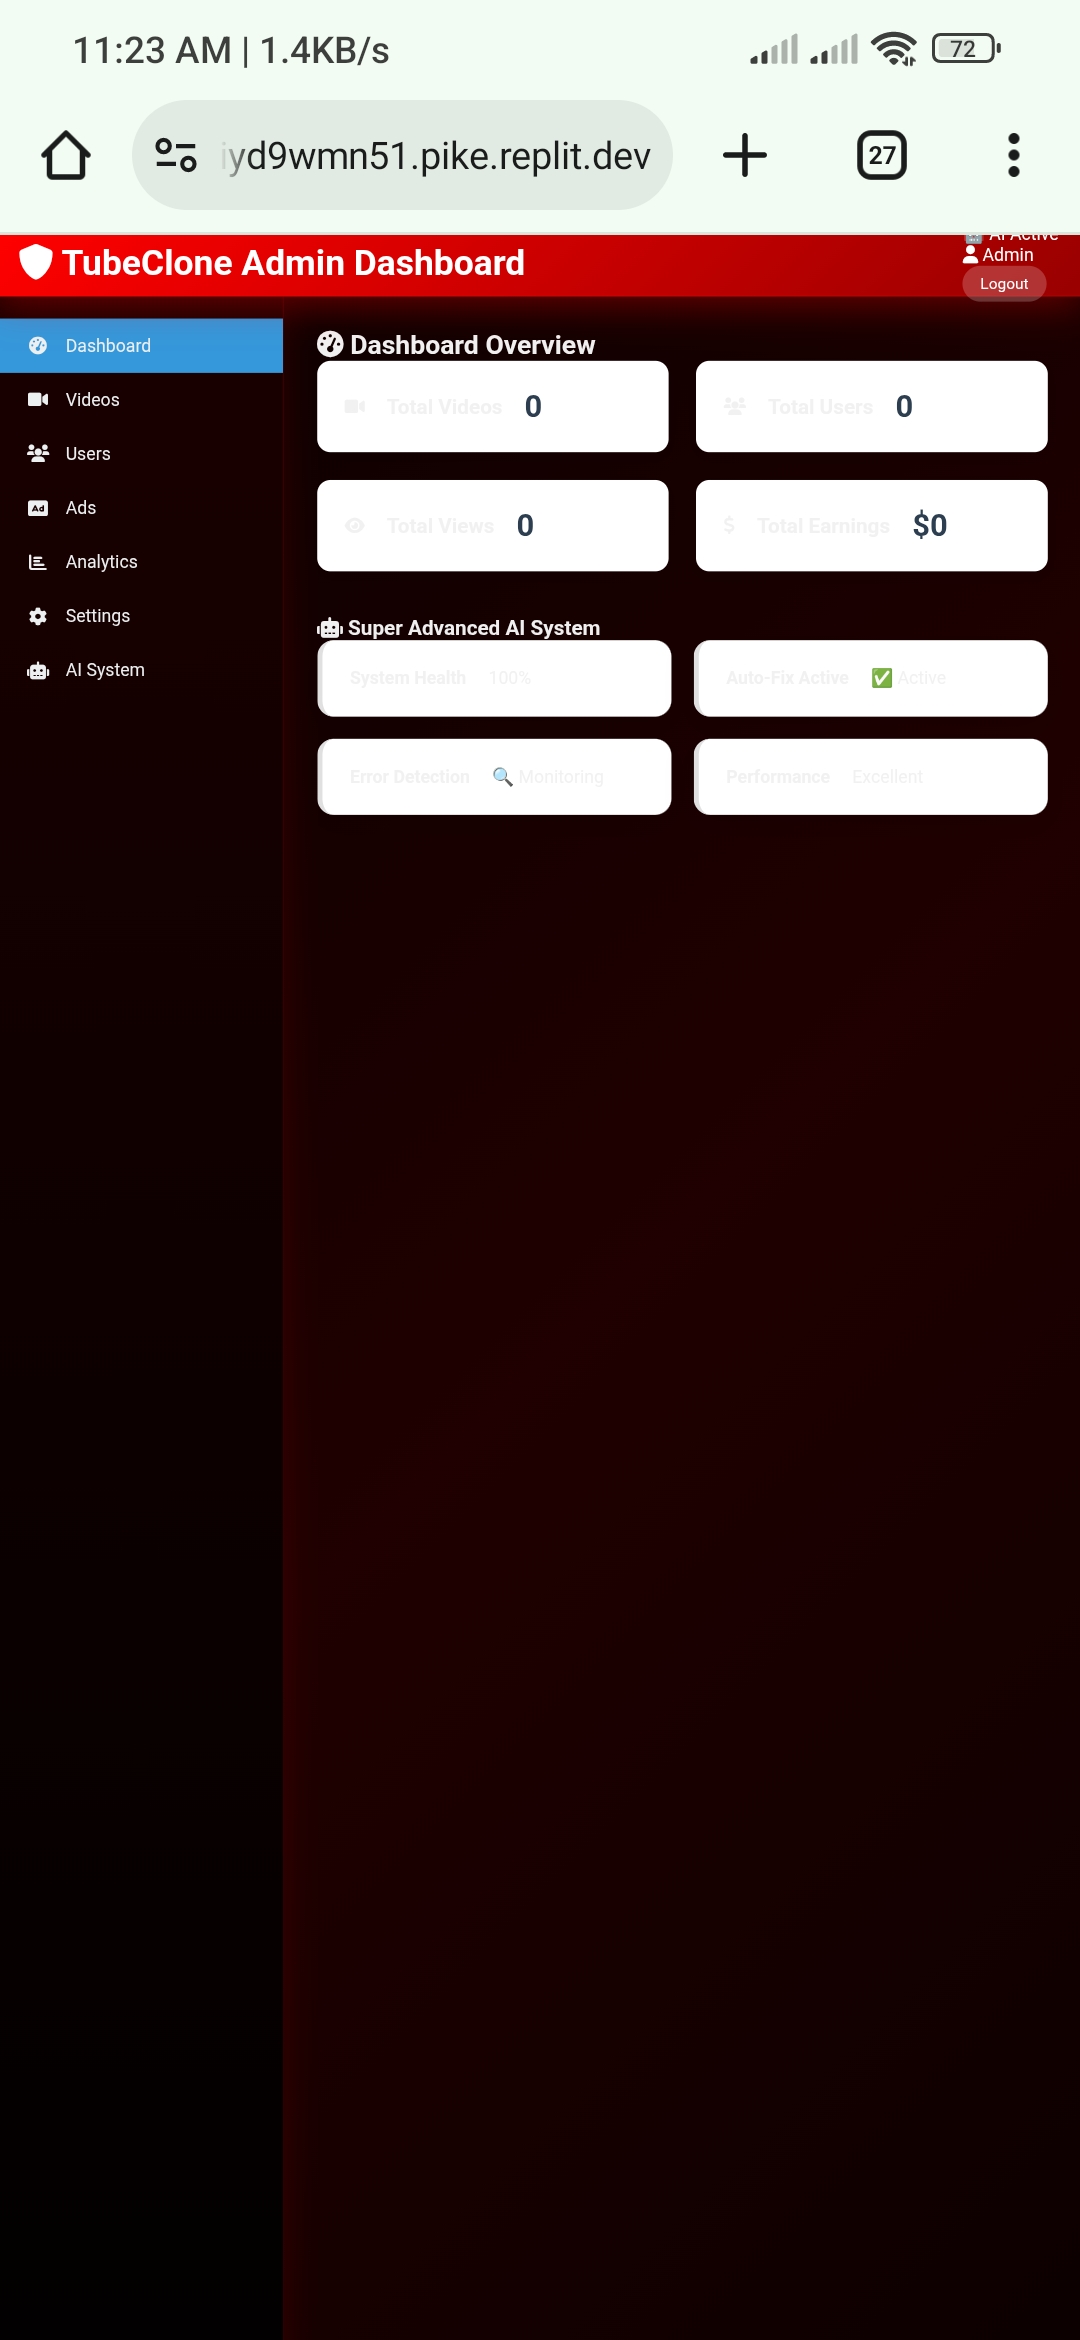 11:23 AM | 1.4KB/s
72
iyd9wmn51.pike.replit.dev
27
TubeClone Admin Dashboard
AI Active
Admin
Logout
Dashboard
Videos
Users
Ad
Ads
Analytics
Settings
AI System
Dashboard Overview
Total Videos 0
Total Users 0
Total Views 0
$ Total Earnings $0
Super Advanced AI System
System Health 100%
Auto-Fix Active ✅ Active
Error Detection 🔍 Monitoring
Performance Excellent